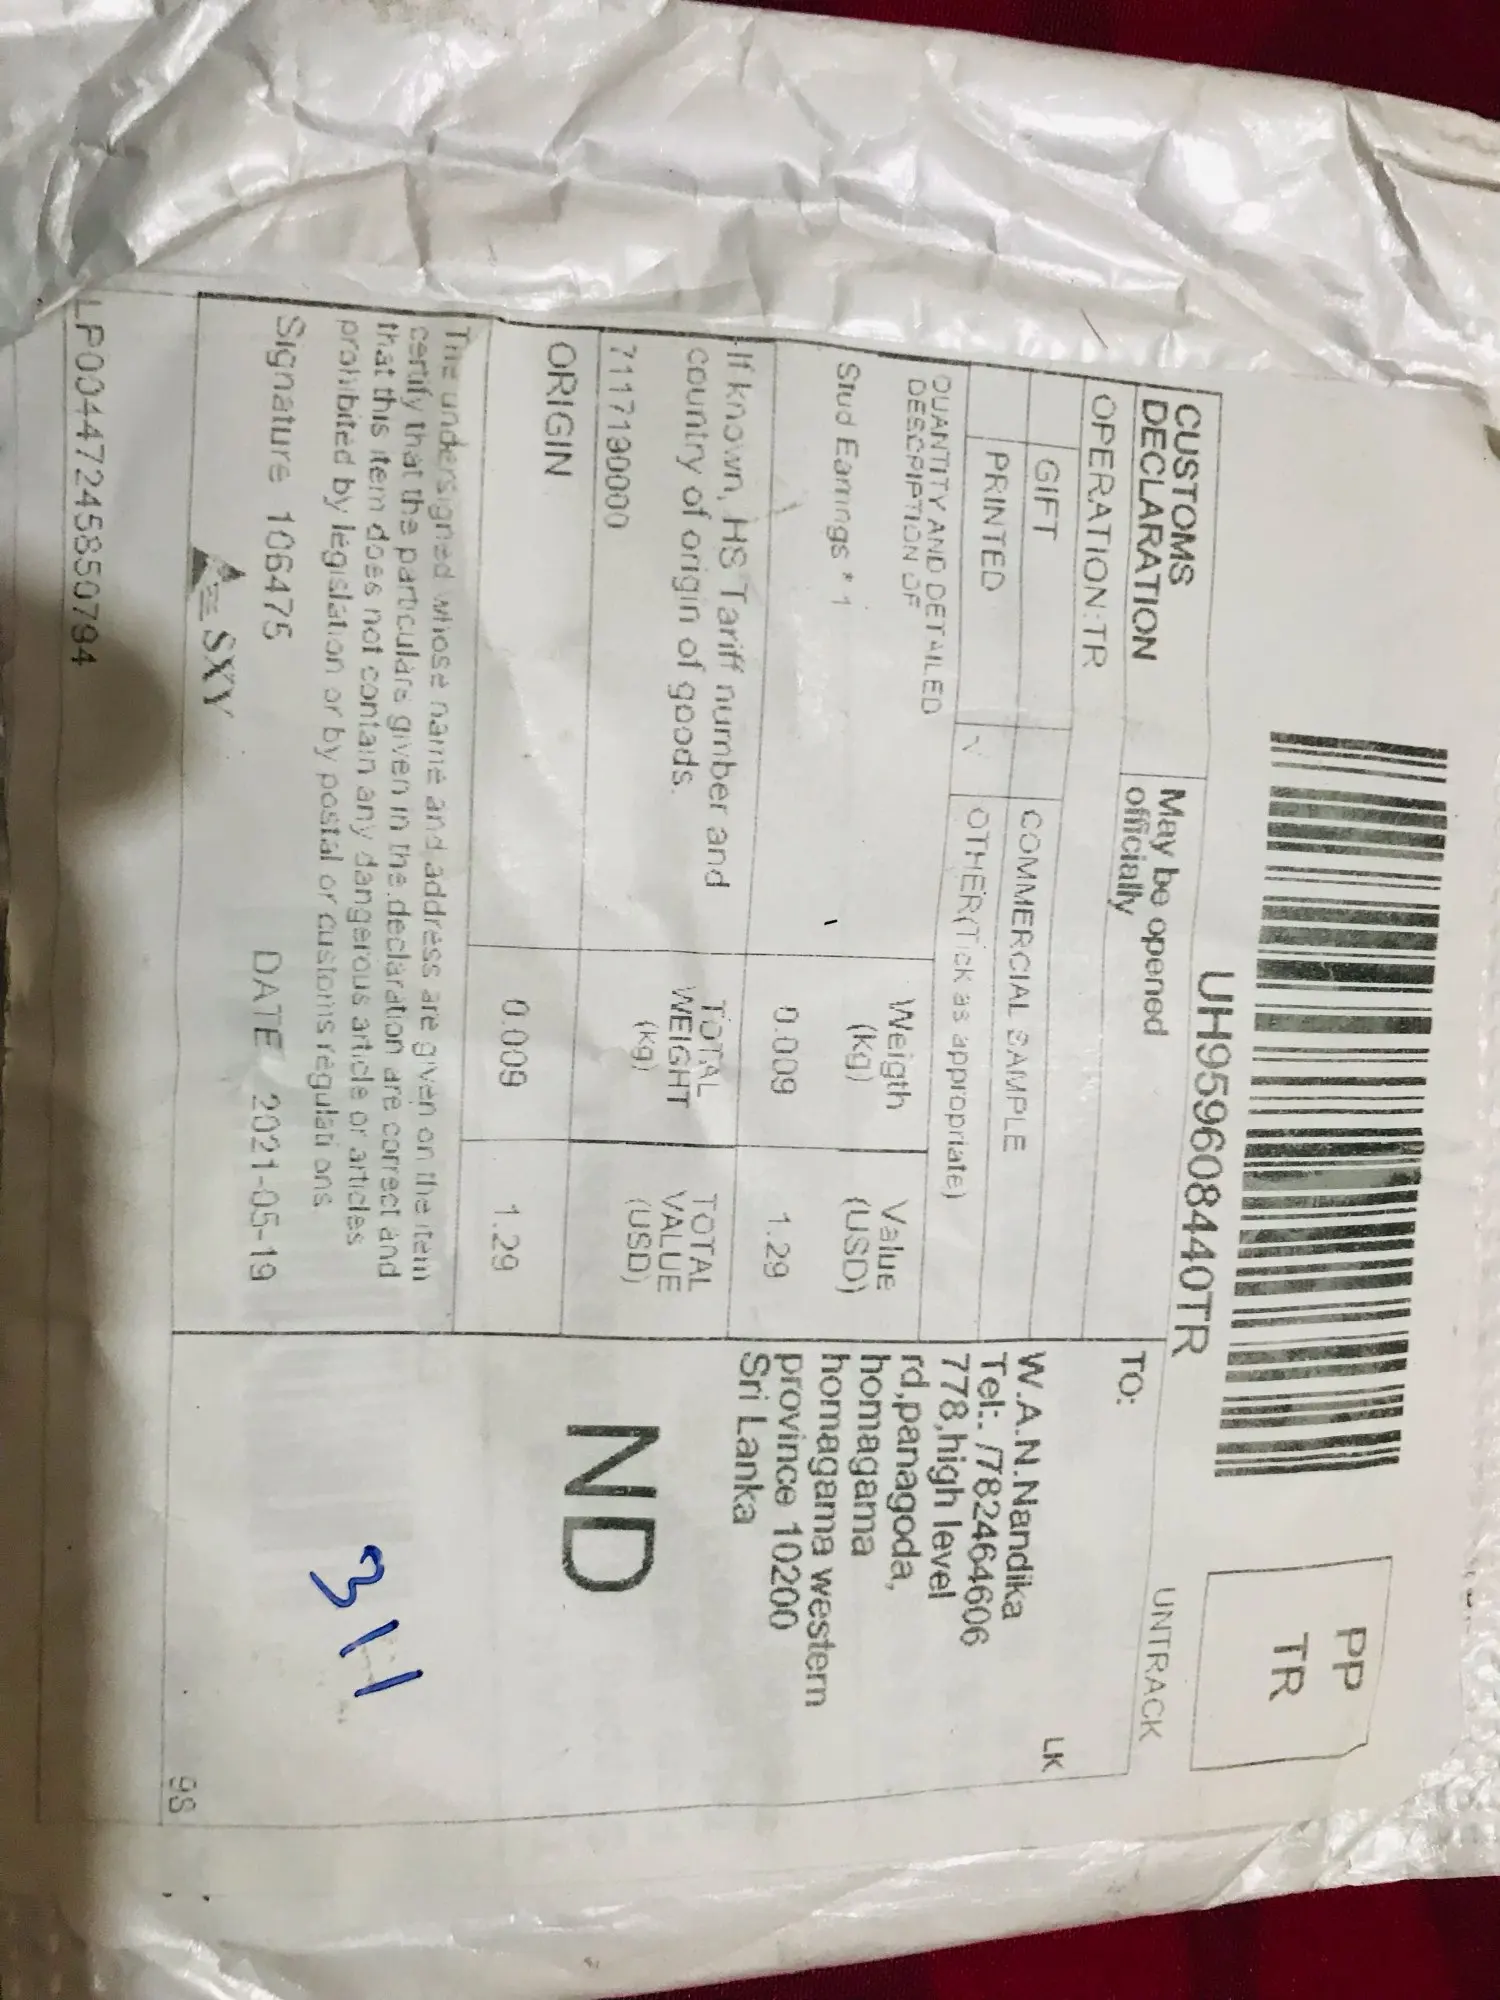 UH959608440TR
PP
TR
UNTRACK
CUSTOMS
DECLARATION
May be opened
officially
OPERATION:TR
GIFT
COMMERCIAL SAMPLE
PRINTED
√
OTHER(Tick as appropriate)
QUANTITY AND DETAILED
DESCRIPTION OF
Weigth
(kg)
Value
(USD)
Stud Earrings * 1
0.009
1.29
If known, HS Tariff number and
country of origin of goods.
TOTAL
WEIGHT
(kg)
TOTAL
VALUE
(USD)
7117190000
ORIGIN
0.009
1.29
The undersigned whose name and address are given on the item
certify that the particulars given in the declaration are correct and
that this item does not contain any dangerous article or articles
prohibited by legislation or by postal or customs regulations
Signature 106475
DATE 2021-05-19
SXY
TO:
LK
W.A.N.Nandika
Tel:. /778246 4606
778,high level
rd,panagoda,
homagama
homagama western
province 10200
Sri Lanka
ND
311
9S
LP00447245850794